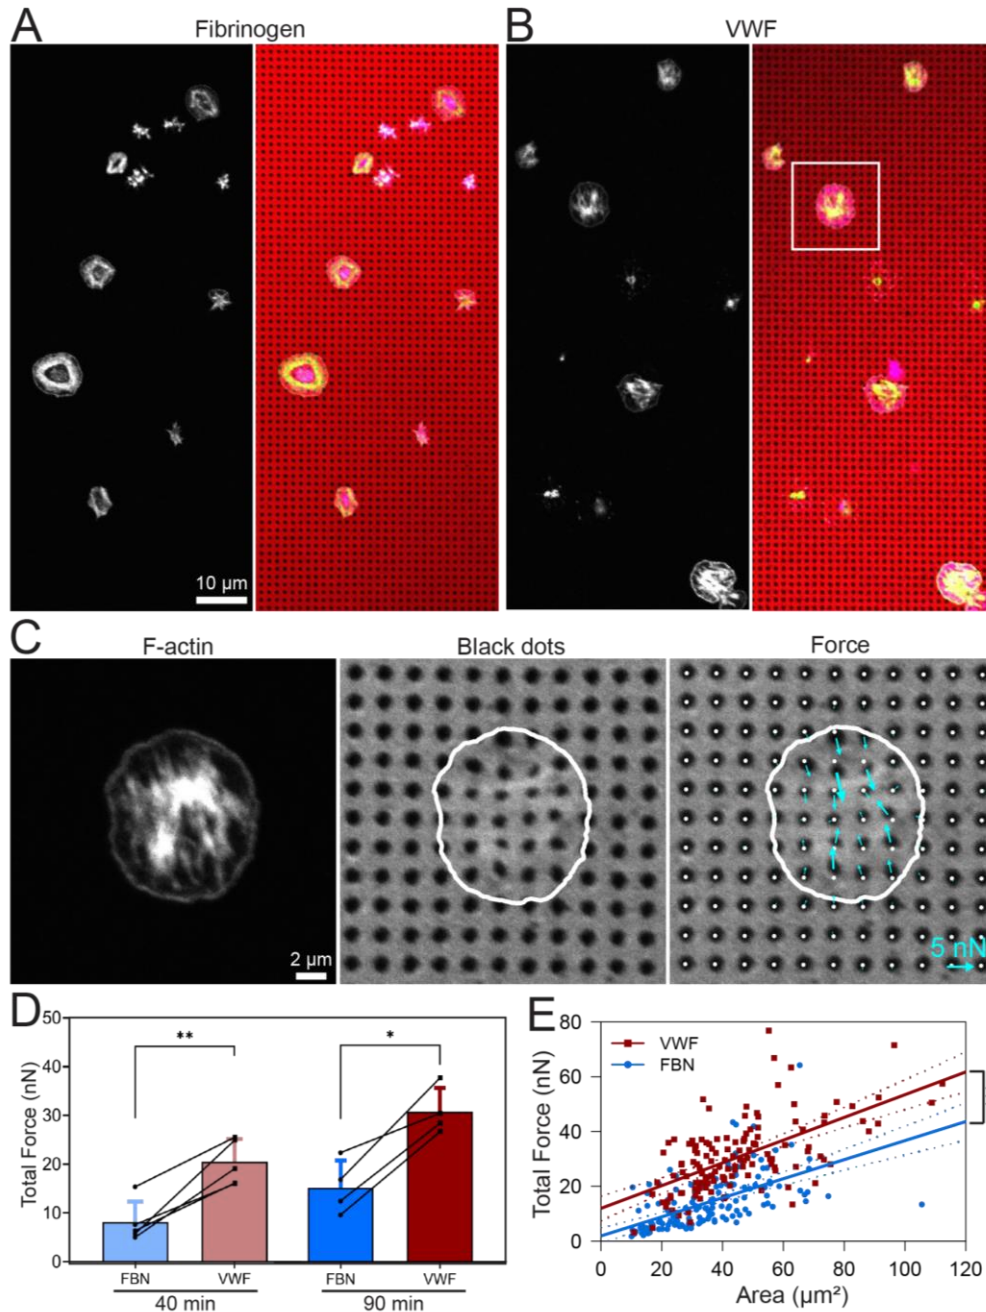 A
Fibrinogen
B
VWF
10 µm
C
F-actin
Black dots
Force
2 µm
5 nN
D
Total Force (nN)
50
40
30
20
10
0
**
*
FBN
VWF
FBN
VWF
40 min
90 min
E
Total Force (nN)
80
60
40
20
0
VWF
FBN
0
20
40
60
80
100
120
Area (µm²)